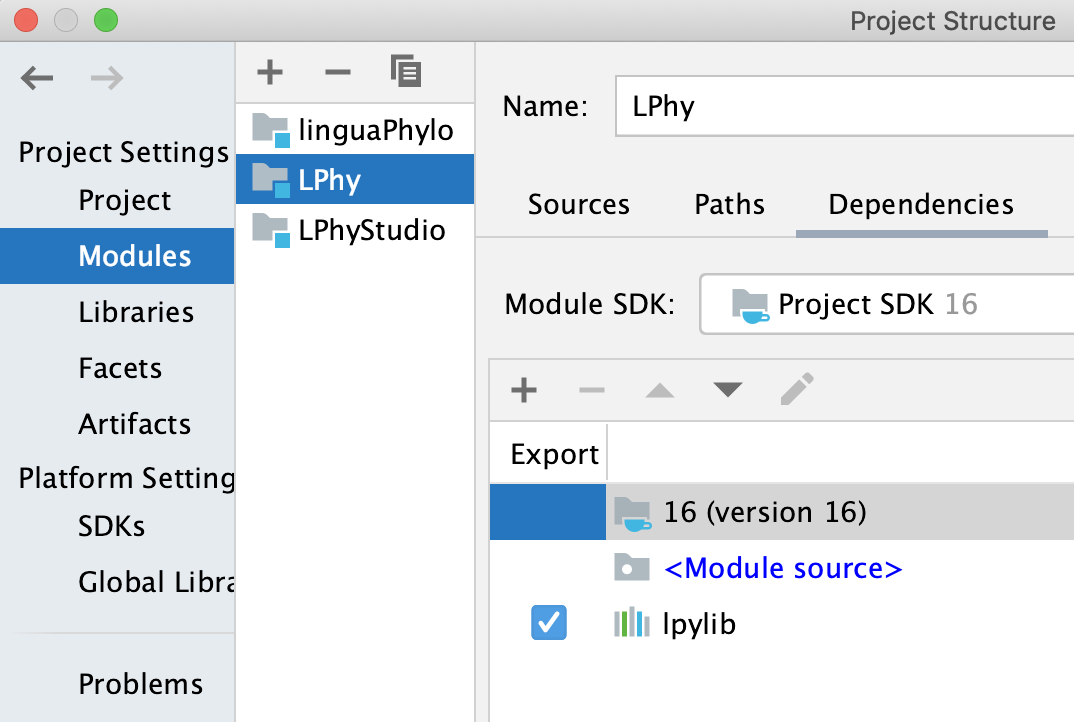 Project Structure
Project Settings
Project
Modules
Libraries
Facets
Artifacts
Platform Setting
SDKs
Global Libra
Problems
linguaPhylo
LPhy
LPhyStudio
Name: LPhy
Sources Paths Dependencies
Module SDK: Project SDK 16
Export
16 (version 16)
<Module source>
lpylib